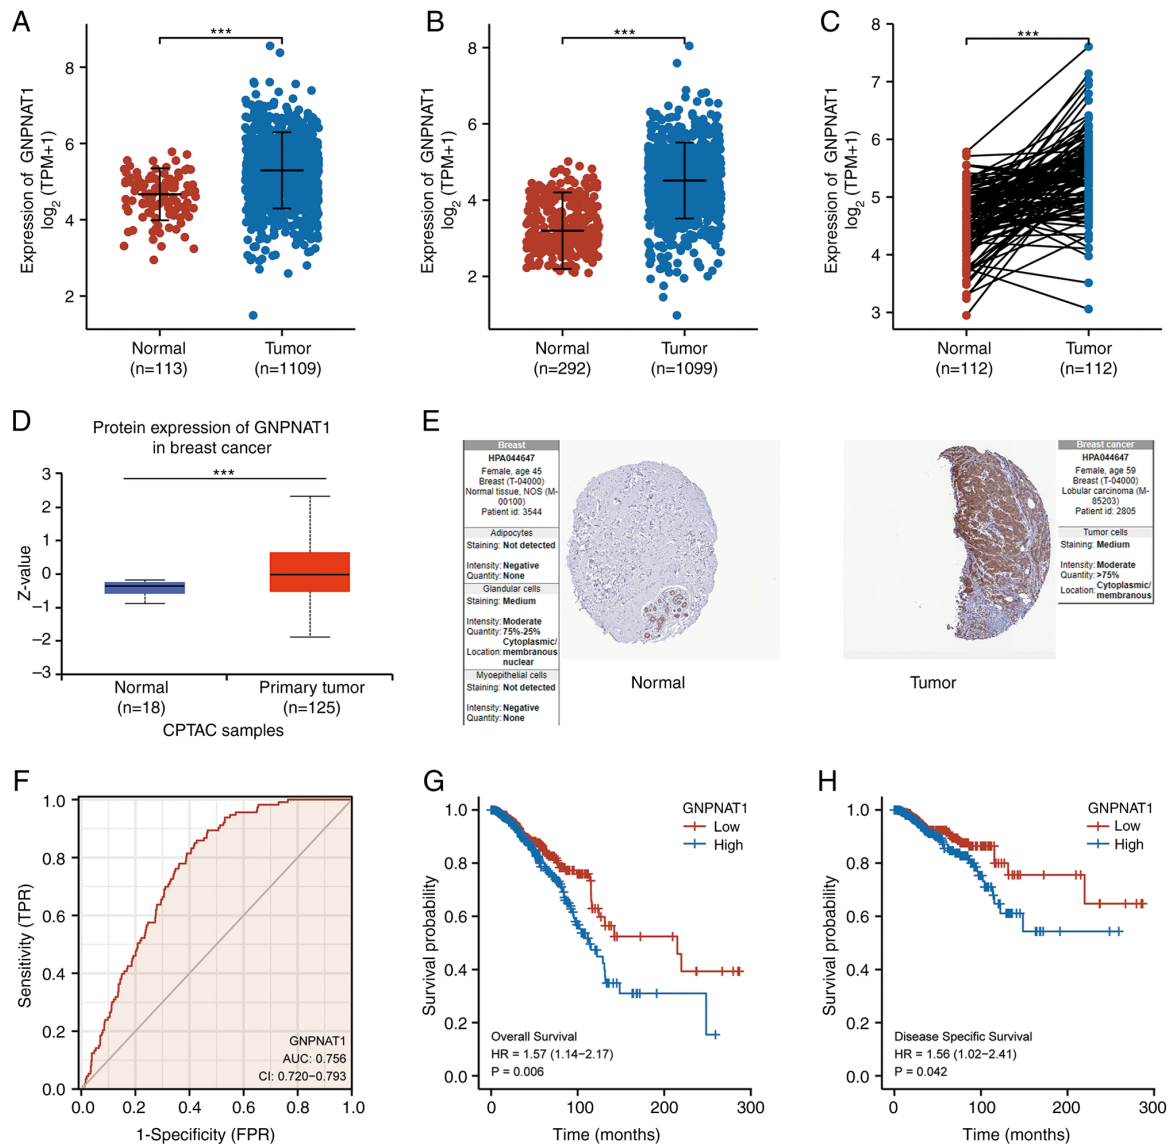 A
Expression of GNPNAT1
log2 (TPM+1)
8
6
4
2
***
Normal
(n=113)
Tumor
(n=1109)
B
Expression of GNPNAT1
log2 (TPM+1)
8
6
4
2
***
Normal
(n=292)
Tumor
(n=1099)
C
Expression of GNPNAT1
log2 (TPM+1)
8
7
6
5
4
3
***
Normal
(n=112)
Tumor
(n=112)
D
Protein expression of GNPNAT1
in breast cancer
***
Z-value
3
2
1
0
−1
−2
−3
Normal
(n=18)
Primary tumor
(n=125)
CPTAC samples
E
Breast
HPA044647
Female, age 45
Breast (T-04000)
Normal tissue, NOS (M-
00100)
Patient id: 3544
Adipocytes
Staining: Not detected
Intensity: Negative
Quantity: None
Glandular cells
Staining: Medium
Intensity: Moderate
Quantity: 75%-25%
Cytoplasmic/
Location: membranous
nuclear
Myoepithelial cells
Staining: Not detected
Intensity: Negative
Quantity: None
Normal
Breast cancer
HPA044647
Female, age 59
Breast (T-04000)
Lobular carcinoma (M-
85203)
Patient id: 2805
Tumor cells
Staining: Medium
Intensity: Moderate
Quantity: >75%
Location: Cytoplasmic/
membranous
Tumor
F
Sensitivity (TPR)
1.0
0.8
0.6
0.4
0.2
0.0
GNPNAT1
AUC: 0.756
CI: 0.720−0.793
0.0 0.2 0.4 0.6 0.8 1.0
1-Specificity (FPR)
G
Survival probability
1.0
0.8
0.6
0.4
0.2
0.0
GNPNAT1
Low
High
Overall Survival
HR = 1.57 (1.14−2.17)
P = 0.006
0 100 200 300
Time (months)
H
Survival probability
1.0
0.8
0.6
0.4
0.2
0.0
GNPNAT1
Low
High
Disease Specific Survival
HR = 1.56 (1.02−2.41)
P = 0.042
0 100 200 300
Time (months)